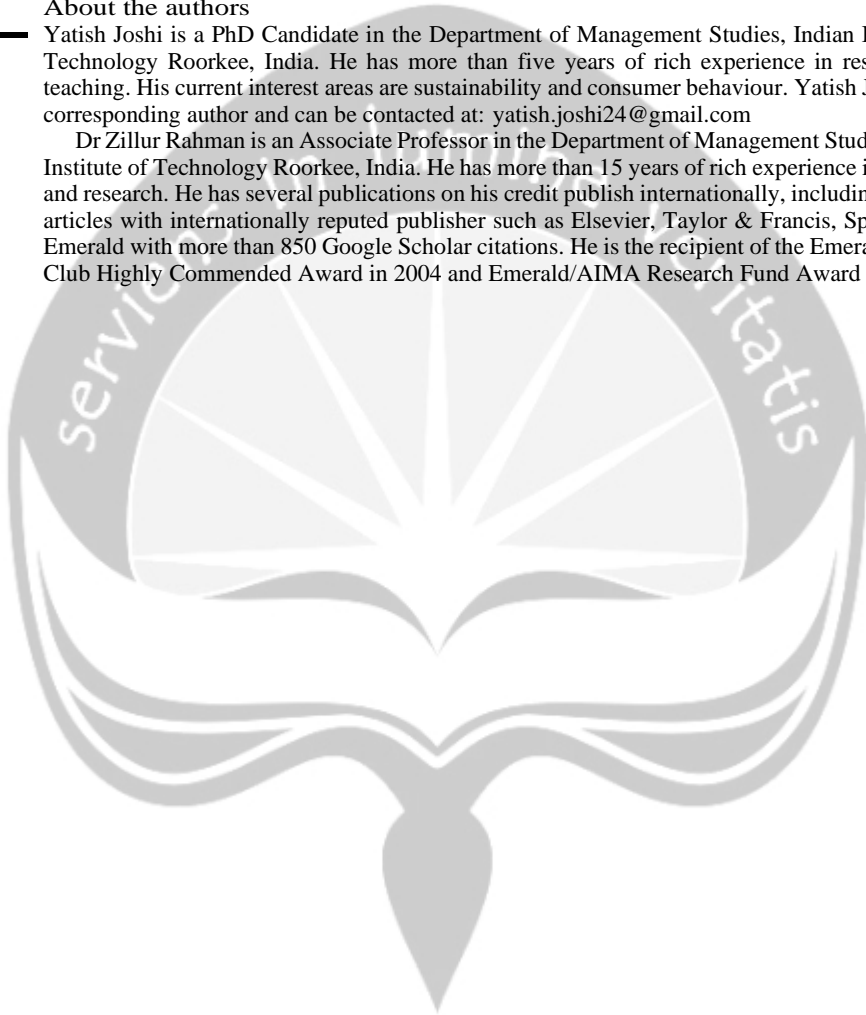 About the authors
Yatish Joshi is a PhD Candidate in the Department of Management Studies, Indian
Technology Roorkee, India. He has more than five years of rich experience in
teaching. His current interest areas are sustainability and consumer behaviour. Yatish
corresponding author and can be contacted at: yatish.joshi24@gmail.com
Dr Zillur Rahman is an Associate Professor in the Department of Management
Institute of Technology Roorkee, India. He has more than 15 years of rich experience
and research. He has several publications on his credit publish internationally,
articles with internationally reputed publisher such as Elsevier, Taylor & Francis,
Emerald with more than 850 Google Scholar citations. He is the recipient of the
Club Highly Commended Award in 2004 and Emerald/AIMA Research Fund Award
serviens in lumine veritatis